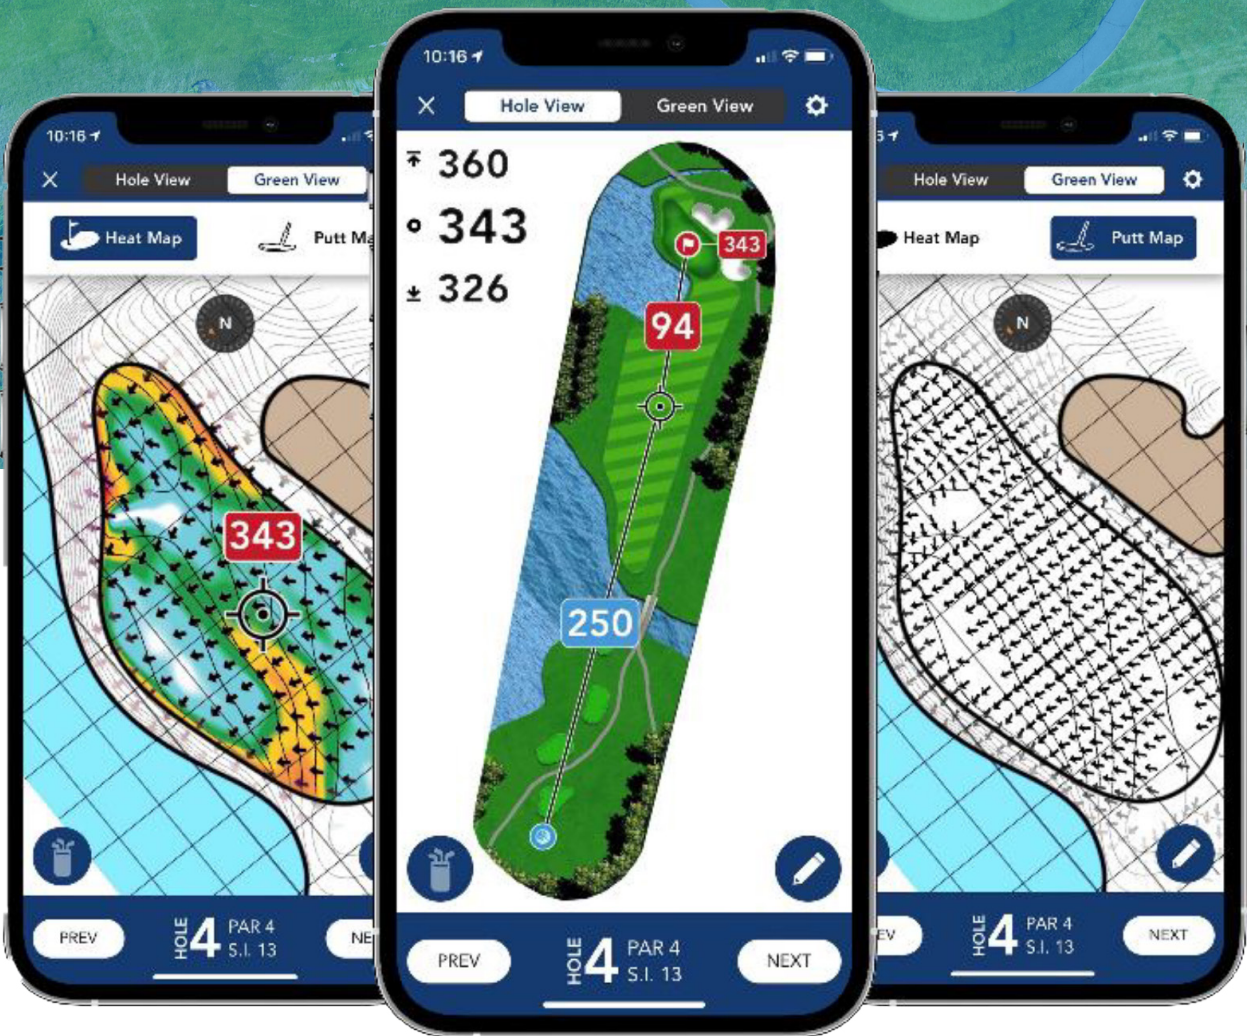 10:16
Hole View
Green View
Heat Map
Putt Ma
N
343
PREV
HOLE
4
PAR 4
S.I. 13
NE
10:16
Hole View
Green View
360
343
326
343
94
250
PREV
HOLE
4
PAR 4
S.I. 13
NEXT
Hole View
Green View
Heat Map
Putt Map
N
EV
HOLE
4
PAR 4
S.I. 13
NEXT